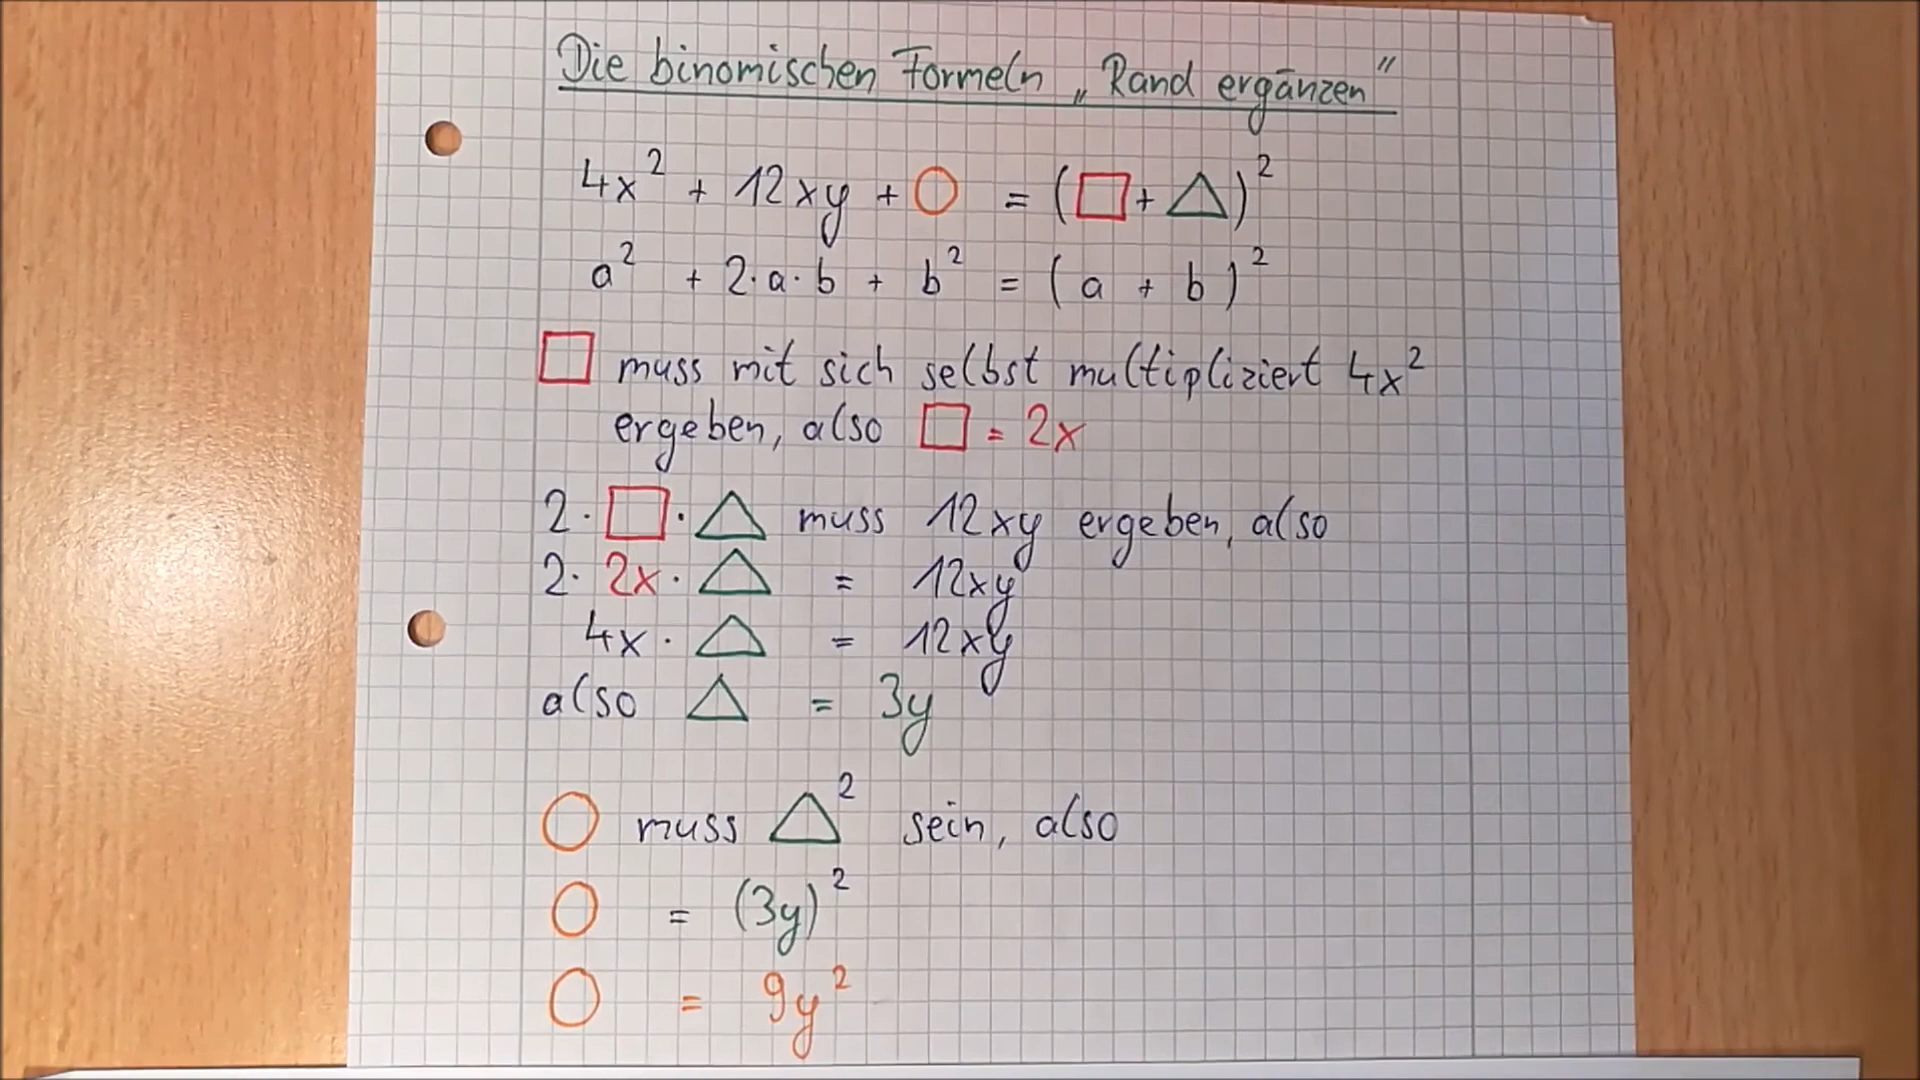 Die binomischen Formeln „Rand ergänzen"
4x² + 12xy + ○ = (□ + △)²
a² + 2·a·b + b² = (a + b)²
□ muss mit sich selbst multipliziert 4x²
ergeben, also □ = 2x
2·□·△ muss 12xy ergeben, also
2·2x·△ = 12xy
4x·△ = 12xy
also △ = 3y
○ muss △² sein, also
○ = (3y)²
○ = 9y²